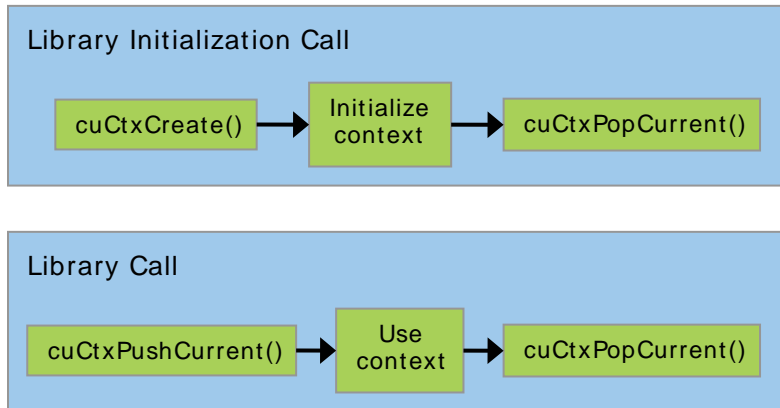 Library Initialization Call
cuCtxCreate()
Initialize
context
cuCtxPopCurrent()
Library Call
cuCtxPushCurrent()
Use
context
cuCtxPopCurrent()